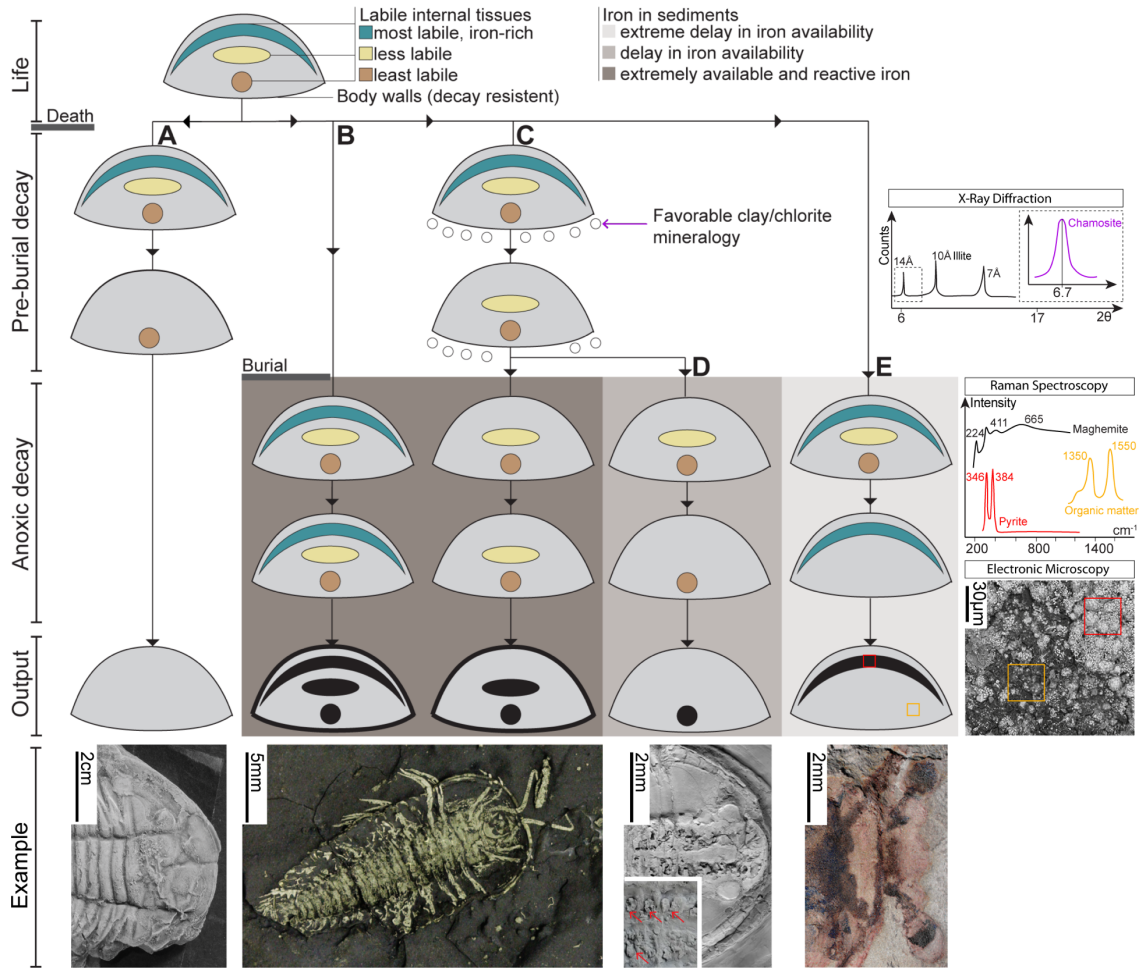 Life
Death
Pre-burial decay
Anoxic decay
Output
Example
Labile internal tissues
most labile, iron-rich
less labile
least labile
Body walls (decay resistent)
Iron in sediments
extreme delay in iron availability
delay in iron availability
extremely available and reactive iron
A
B
C
Favorable clay/chlorite
mineralogy
X-Ray Diffraction
Counts
14Å
10Å Illite
7Å
Chamosite
6.7
6
17
2θ
Burial
D
E
Raman Spectroscopy
Intensity
224
411
665
Maghemite
1350
1550
346
384
Organic matter
Pyrite
cm-1
200
800
1400
Electronic Microscopy
30µm
2cm
5mm
2mm
2mm